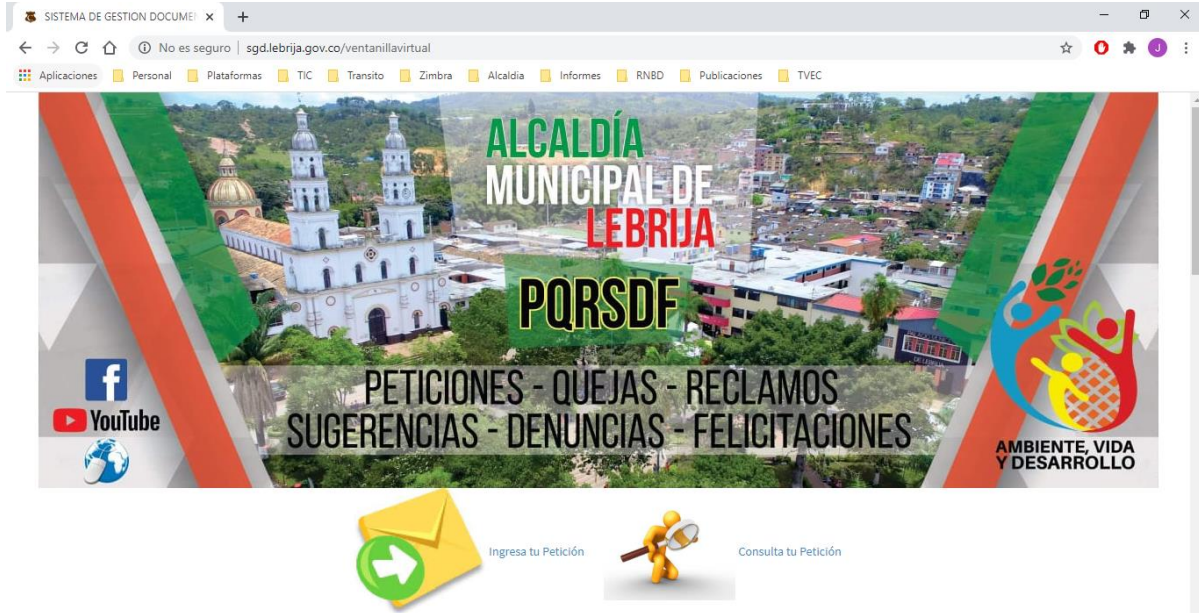 SISTEMA DE GESTION DOCUME
No es seguro | sgd.lebrija.gov.co/ventanillavirtual
J
Aplicaciones Personal Plataformas TIC Transito Zimbra Alcaldia Informes RNBD Publicaciones TVEC
ALCALDÍA
MUNICIPAL DE
LEBRIJA
PQRSDF
PETICIONES - QUEJAS - RECLAMOS
SUGERENCIAS - DENUNCIAS - FELICITACIONES
f
YouTube
AMBIENTE, VIDA
Y DESARROLLO
Ingresa tu Petición
Consulta tu Petición